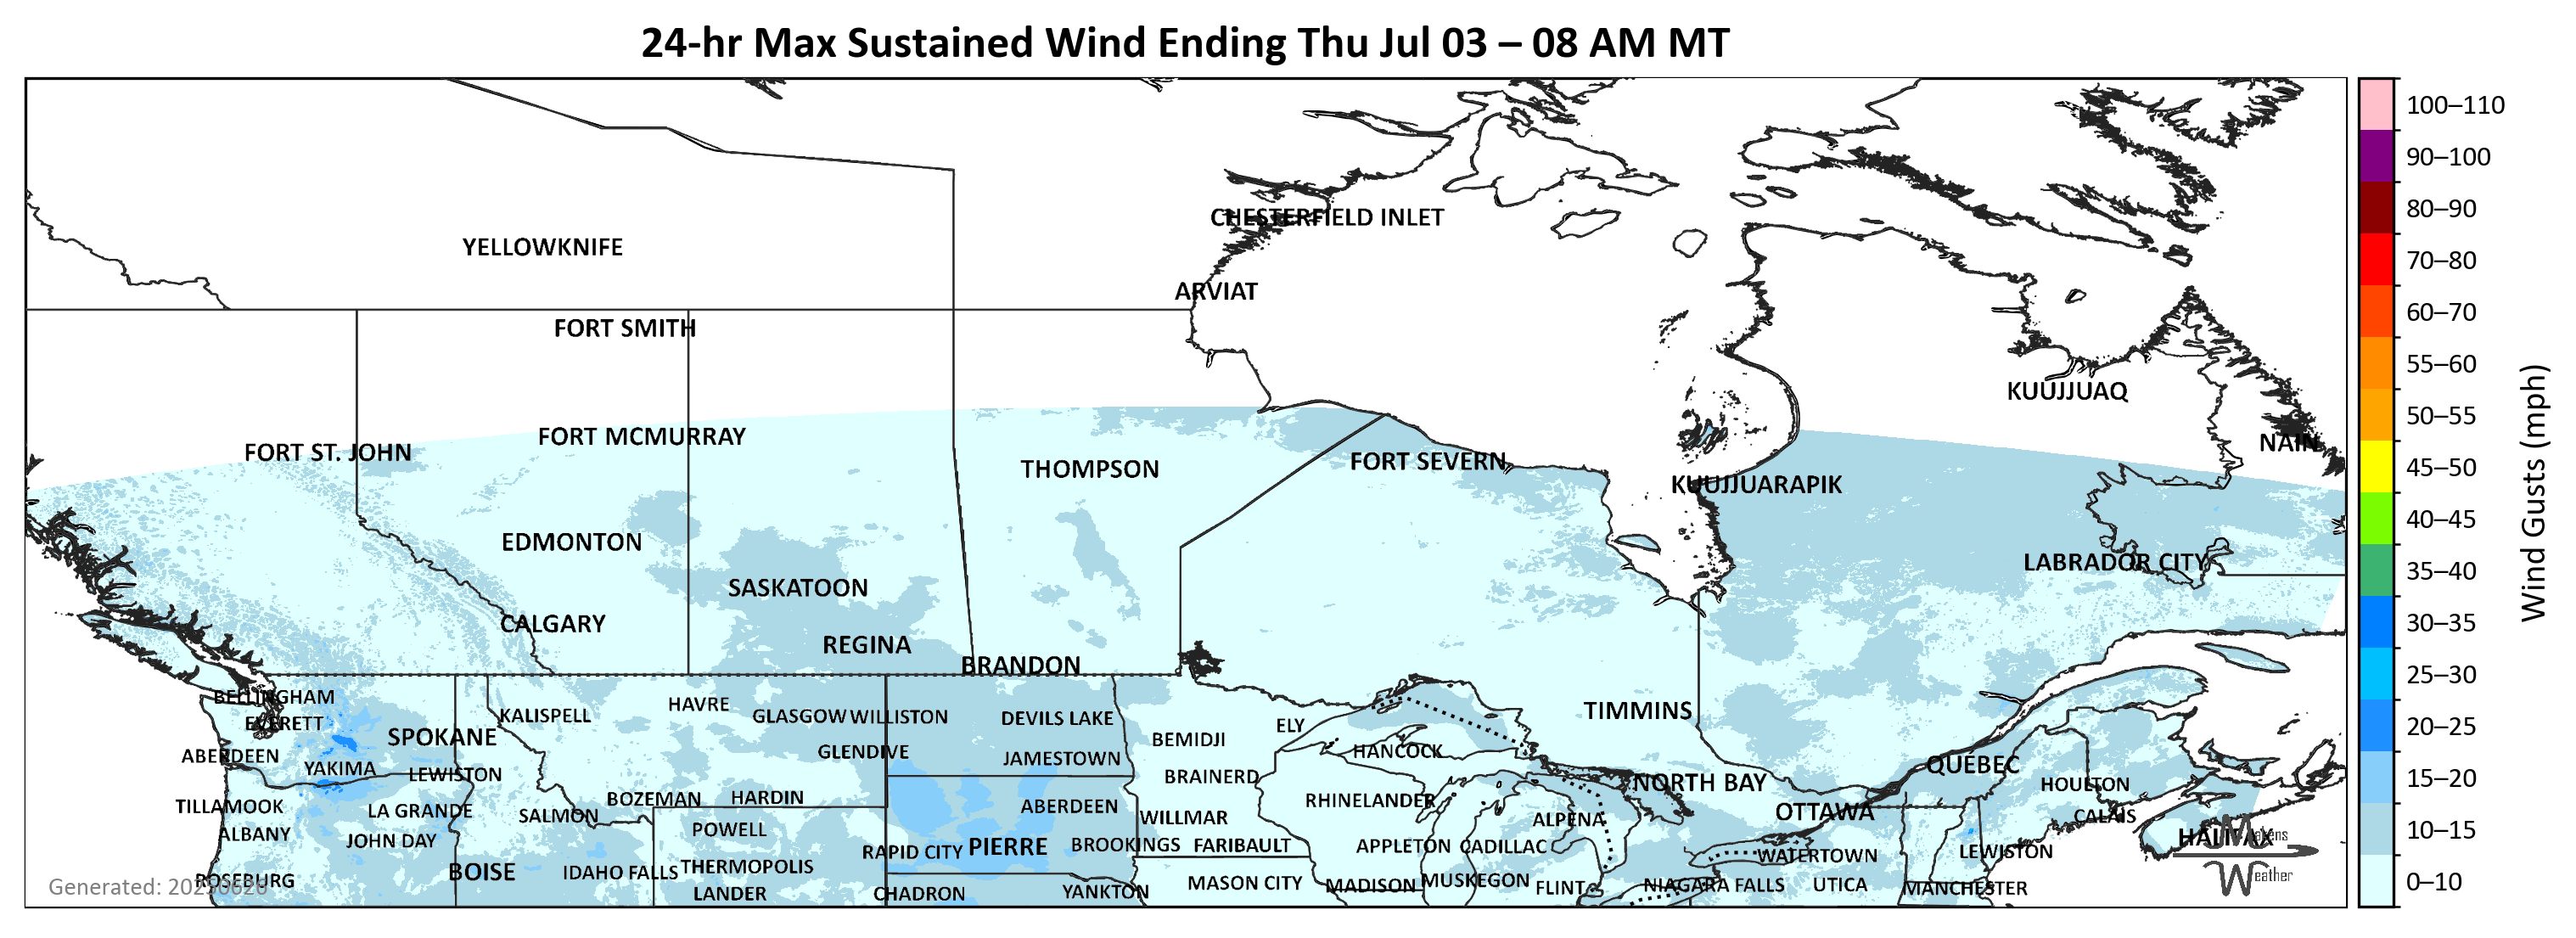 24-hr Max Sustained Wind Ending Thu Jul 03 – 08 AM MT
100–110
90–100
80–90
70–80
60–70
55–60
50–55
45–50
40–45
35–40
30–35
25–30
20–25
15–20
10–15
0–10
Wind Gusts (mph)
CHESTERFIELD INLET
YELLOWKNIFE
ARVIAT
FORT SMITH
KUUJJUAQ
FORT MCMURRAY
NAIN
FORT ST. JOHN
FORT SEVERN
THOMPSON
KUUJJUARAPIK
EDMONTON
LABRADOR CITY
SASKATOON
CALGARY
REGINA
BRANDON
BELLINGHAM
HAVRE
TIMMINS
KALISPELL
GLASGOW
WILLISTON
DEVILS LAKE
EVERETT
ELY
SPOKANE
BEMIDJI
GLENDIVE
HANCOCK
ABERDEEN
JAMESTOWN
QUÉBEC
YAKIMA
LEWISTON
BRAINERD
NORTH BAY
HOULTON
BOZEMAN
HARDIN
RHINELANDER
TILLAMOOK
LA GRANDE
ABERDEEN
SALMON
OTTAWA
WILLMAR
CALAIS
ALPENA
POWELL
ALBANY
HALIFAX
JOHN DAY
BROOKINGS
FARIBAULT
APPLETON
CADILLAC
PIERRE
RAPID CITY
LEWISTON
WATERTOWN
THERMOPOLIS
BOISE
IDAHO FALLS
ROSEBURG
MUSKEGON
MASON CITY
MADISON
NIAGARA FALLS
UTICA
FLINT
MANCHESTER
LANDER
CHADRON
YANKTON
Generated: 20250628
Makens
Weather